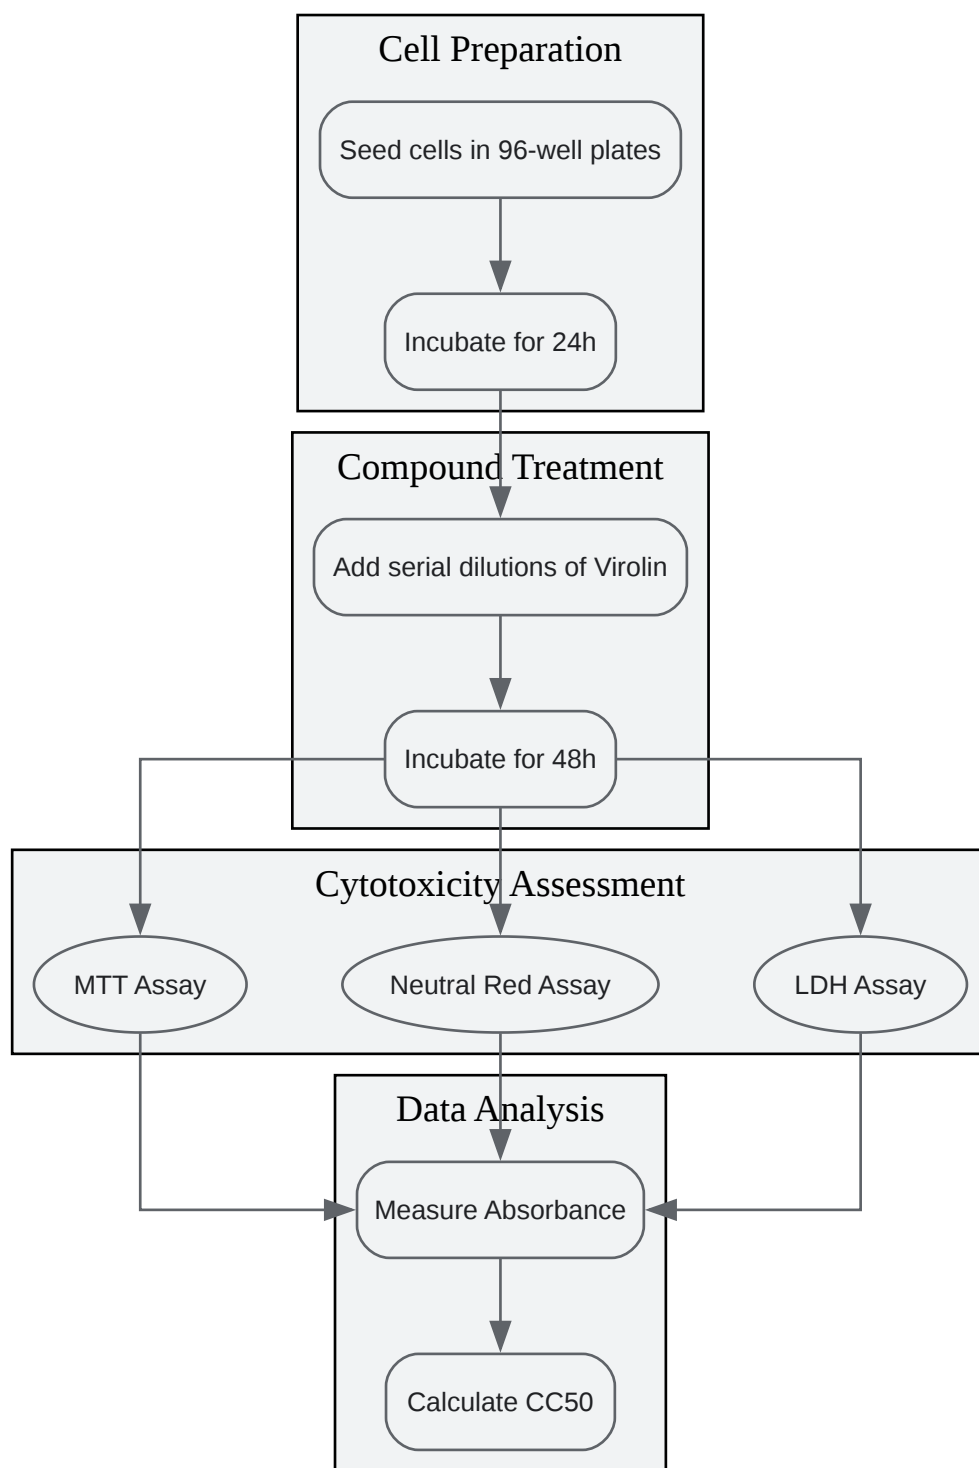 Cell Preparation
Seed cells in 96-well plates
Incubate for 24h
Compound Treatment
Add serial dilutions of Virolin
Incubate for 48h
Cytotoxicity Assessment
MTT Assay
Neutral Red Assay
LDH Assay
Data Analysis
Measure Absorbance
Calculate CC50